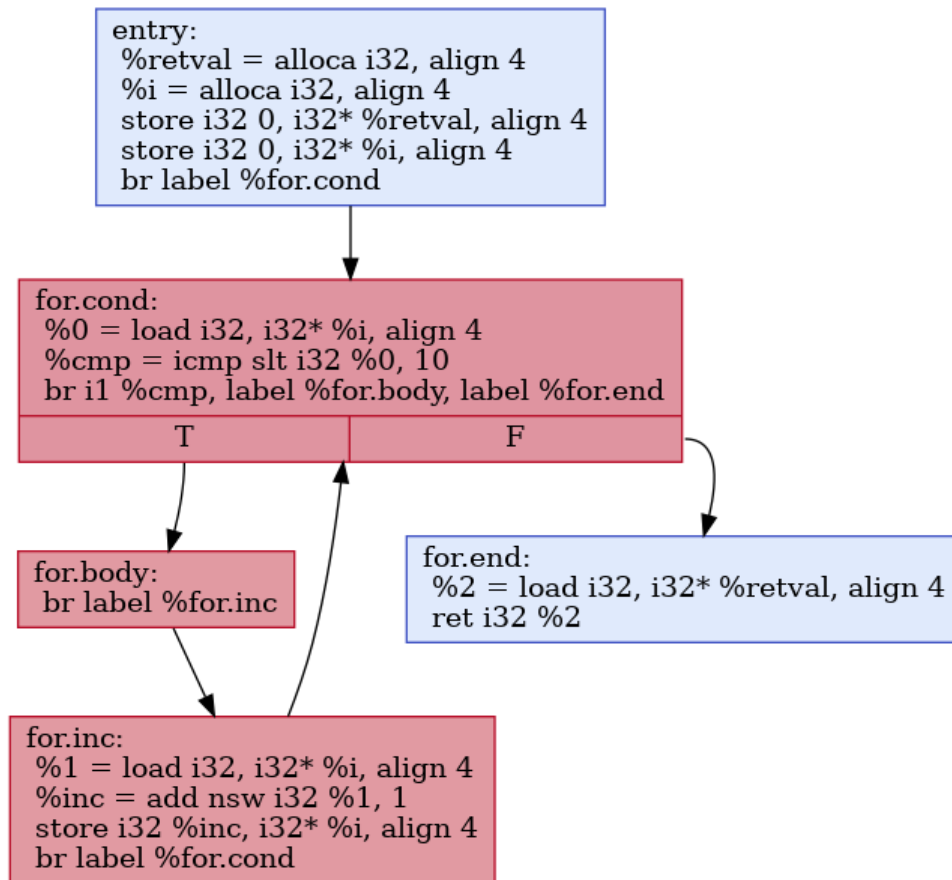 entry:
%retval = alloca i32, align 4
%i = alloca i32, align 4
store i32 0, i32* %retval, align 4
store i32 0, i32* %i, align 4
br label %for.cond
for.cond:
%0 = load i32, i32* %i, align 4
%cmp = icmp slt i32 %0, 10
br i1 %cmp, label %for.body, label %for.end
T
F
for.body:
br label %for.inc
for.end:
%2 = load i32, i32* %retval, align 4
ret i32 %2
for.inc:
%1 = load i32, i32* %i, align 4
%inc = add nsw i32 %1, 1
store i32 %inc, i32* %i, align 4
br label %for.cond